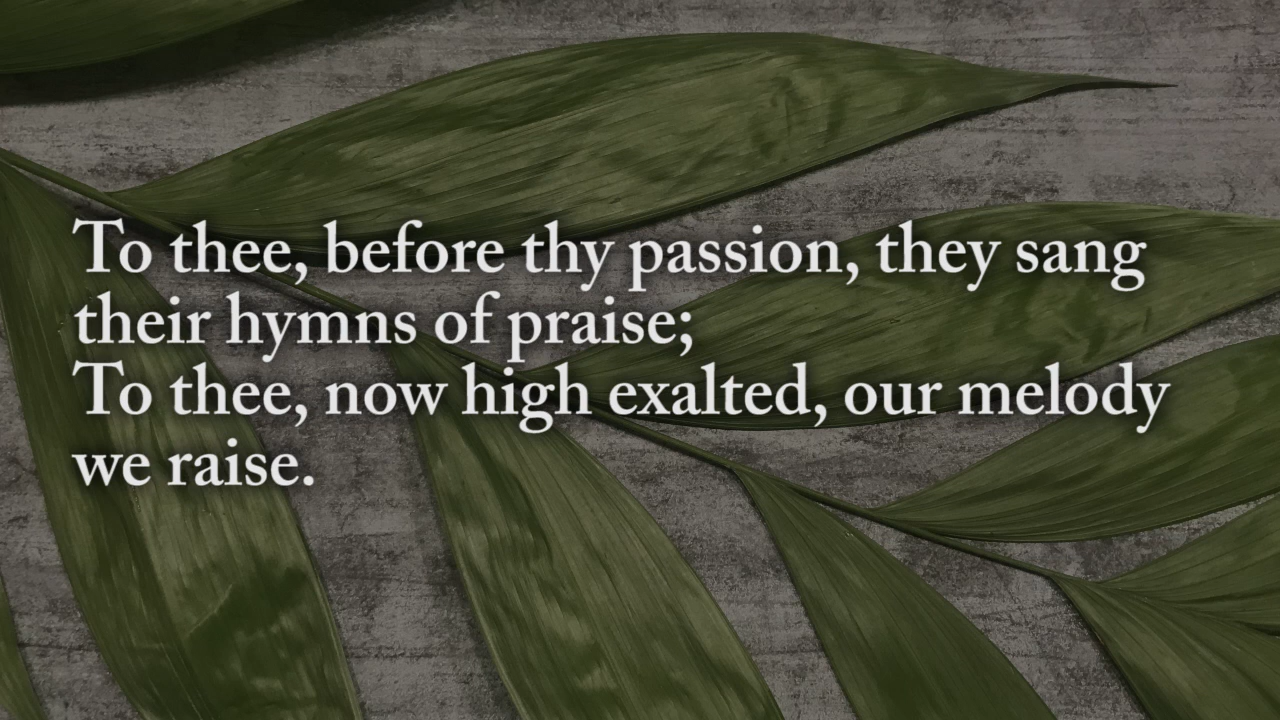 To thee, before thy passion, they sang
their hymns of praise;
To thee, now high exalted, our melody
we raise.